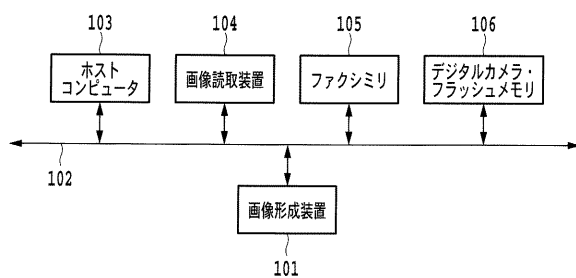 103
104
105
106
ホスト
コンピュータ
画像読取装置
ファクシミリ
デジタルカメラ・
フラッシュメモリ
102
画像形成装置
101